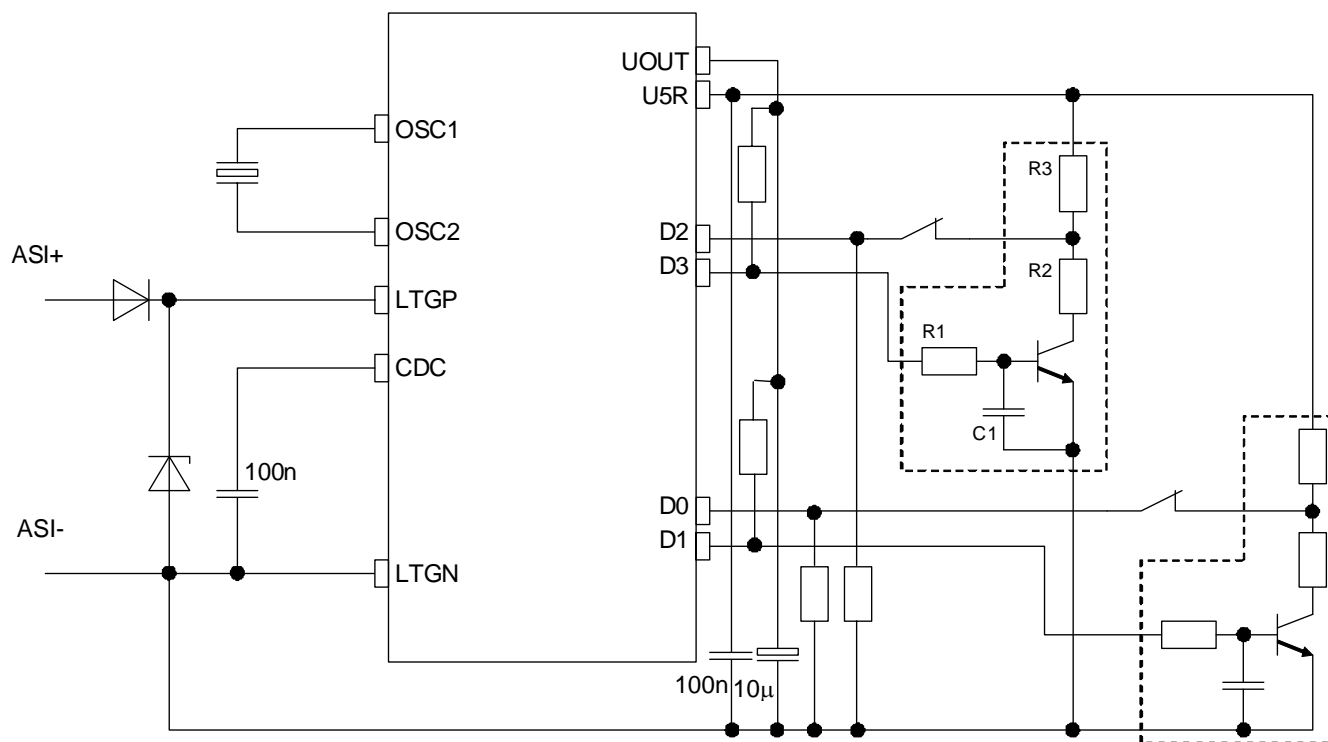 UOUT
U5R
OSC1
OSC2
ASI+
LTGP
CDC
100n
ASI-
LTGN
D2
D3
R3
R2
R1
C1
D0
D1
100n
10µ